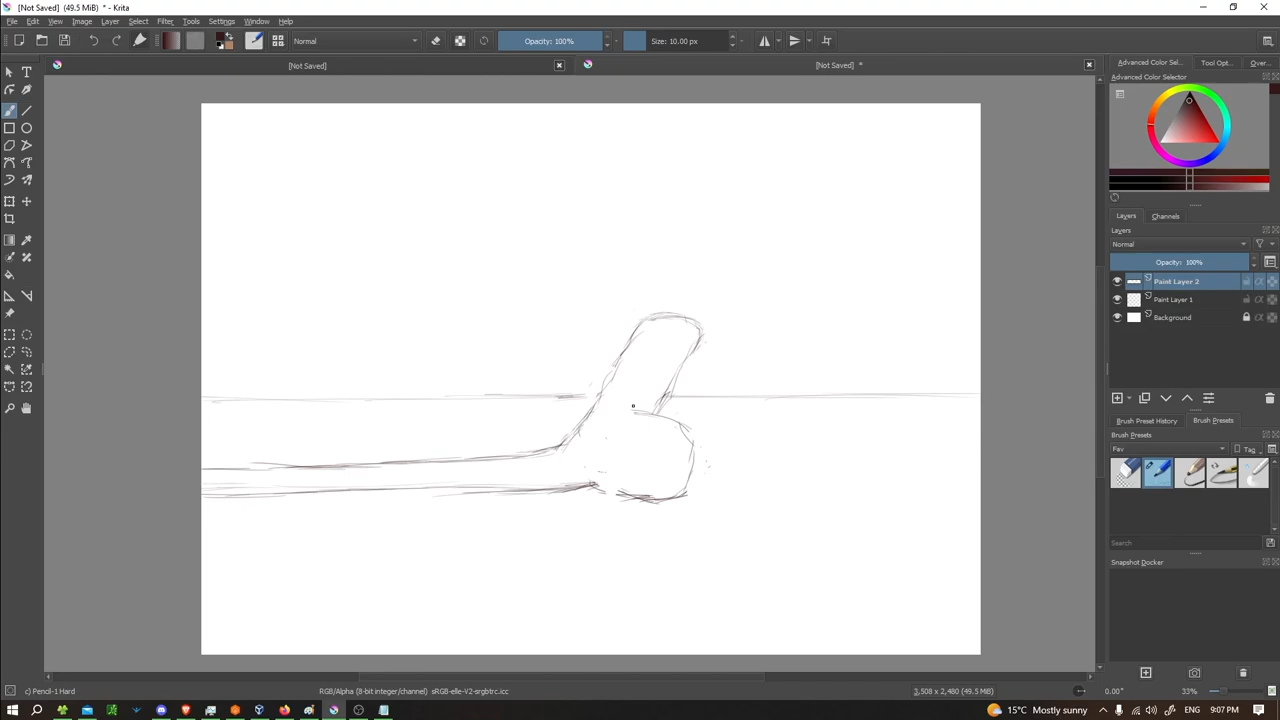 [Not Saved] (49.5 MiB) * - Krita
File Edit View Image Layer Select Filter Tools Settings Window Help
Normal Opacity: 100% Size: 10.00 px
[Not Saved] [Not Saved] *
Advanced Color Sel... Tool Opt... Over...
Advanced Color Selector
Layers Channels
Layers
Normal
Opacity: 100%
Paint Layer 2
Paint Layer 1
Background
Brush Preset History Brush Presets
Brush Presets
Fav Tag
Search
Snapshot Docker
c) Pencil-1 Hard RGB/Alpha (8-bit integer/channel) sRGB-elle-V2-srgbtrc.icc 3,508 x 2,480 (49.5 MiB) 0.00° 33%
15°C Mostly sunny ENG 9:07 PM